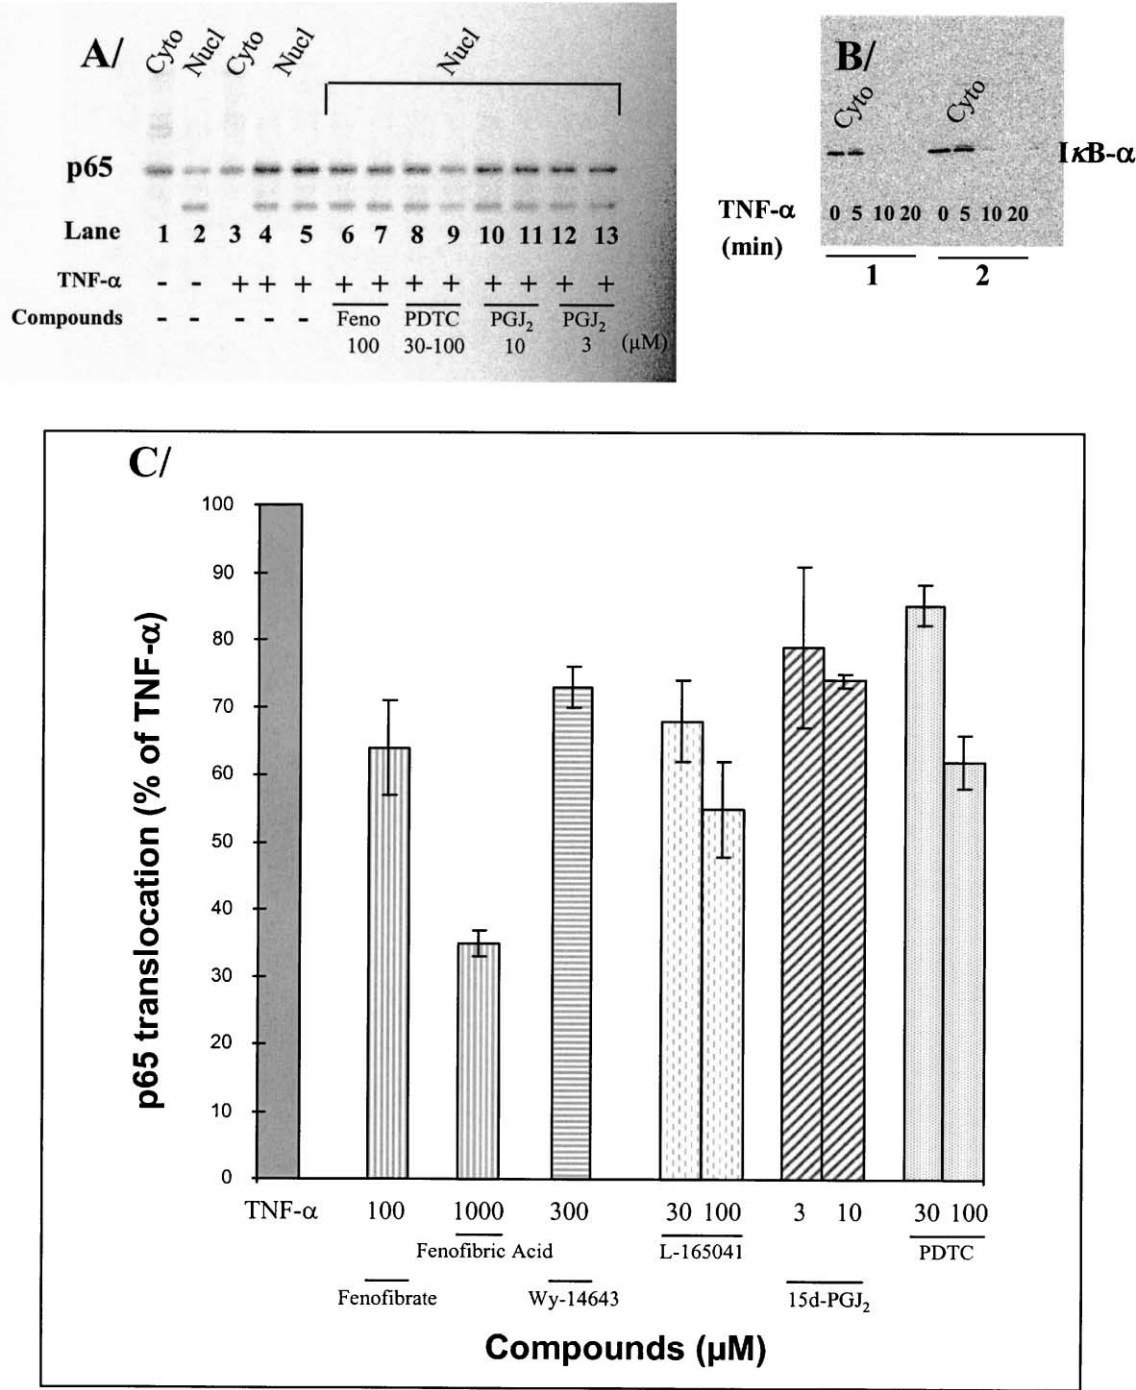 A/
Cyto Nucl Cyto Nucl Nucl
p65
Lane 1 2 3 4 5 6 7 8 9 10 11 12 13
TNF-α - - + + + + + + + + + + +
Compounds - - - - - Feno PDTC PGJ₂ PGJ₂
100 30-100 10 3 (µM)
B/
Cyto Cyto
IκB-α
TNF-α 0 5 10 20 0 5 10 20
(min)
1 2
C/
p65 translocation (% of TNF-α)
100
90
80
70
60
50
40
30
20
10
0
TNF-α 100 1000 300 30 100 3 10 30 100
Fenofibric Acid L-165041 PDTC
Fenofibrate Wy-14643 15d-PGJ₂
Compounds (µM)